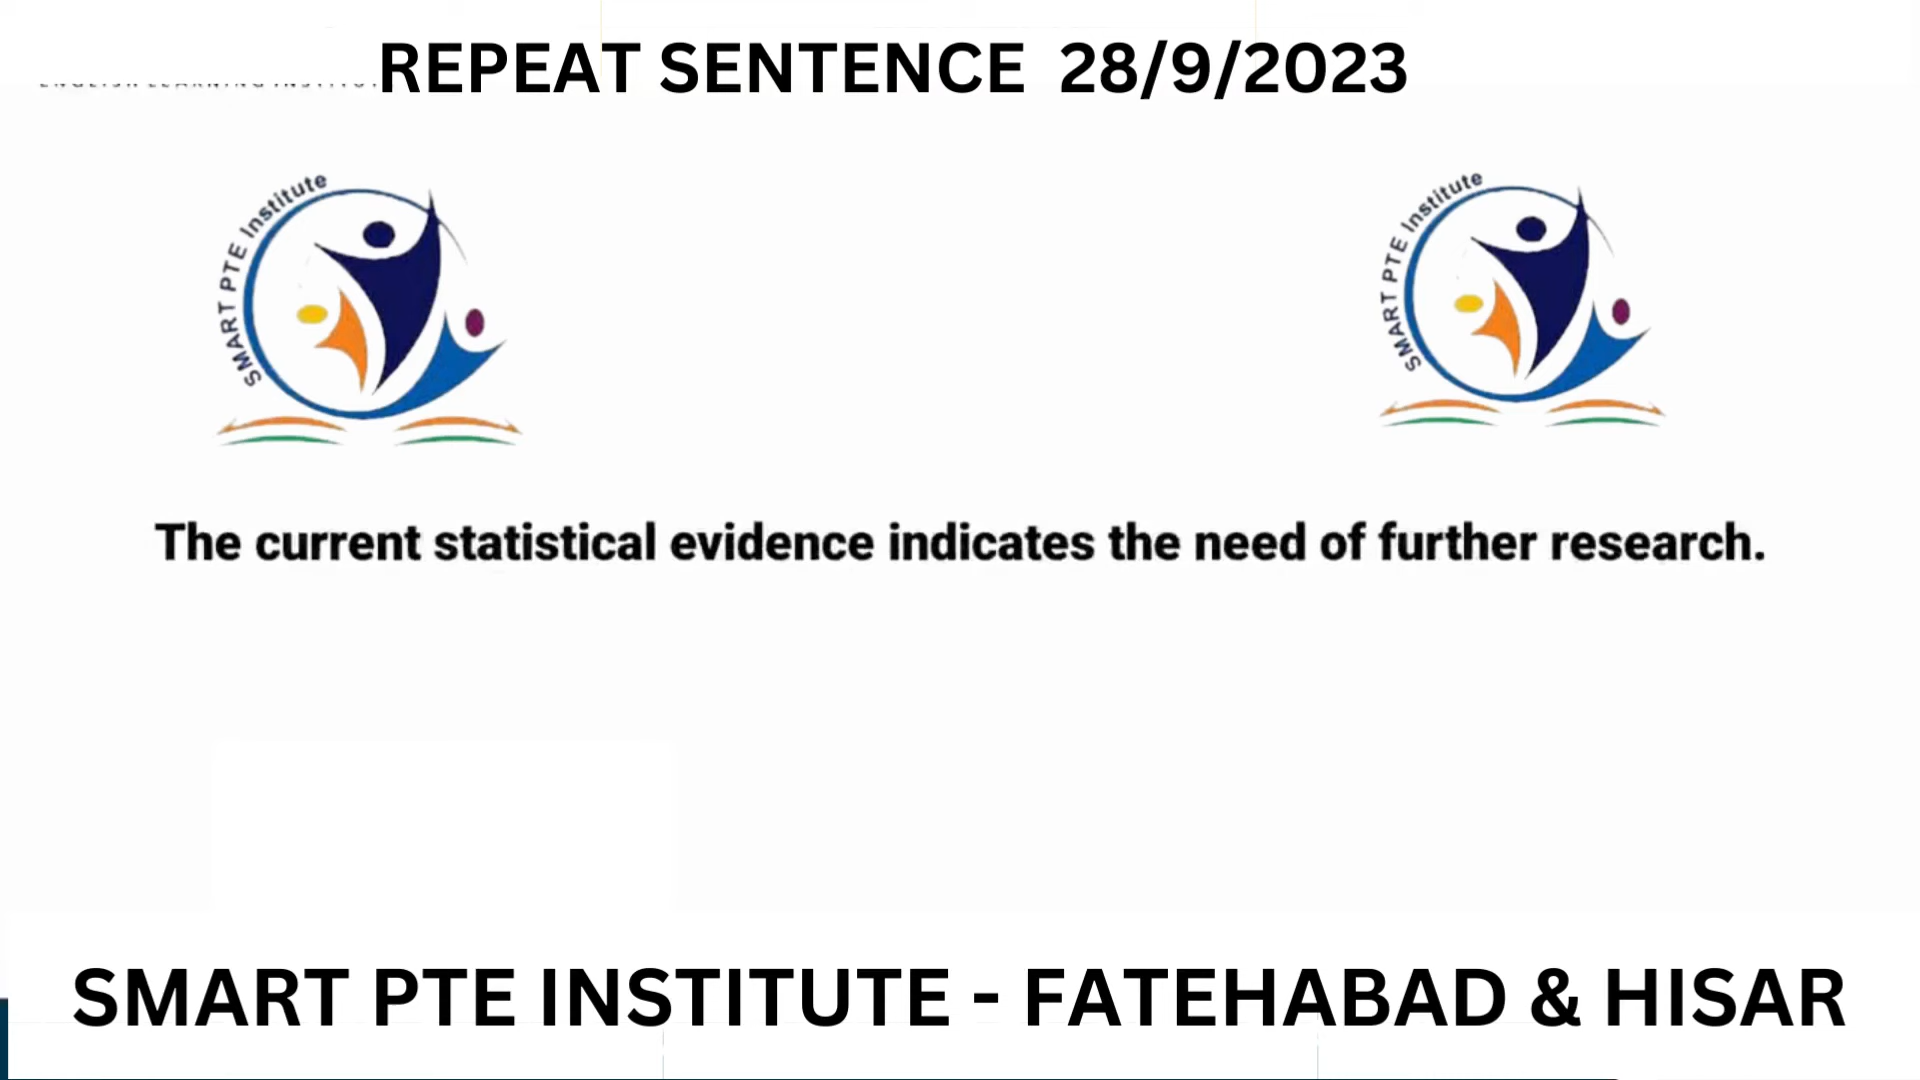 REPEAT SENTENCE 28/9/2023
SMART PTE Institute
SMART PTE Institute
The current statistical evidence indicates the need of further research.
SMART PTE INSTITUTE - FATEHABAD & HISAR